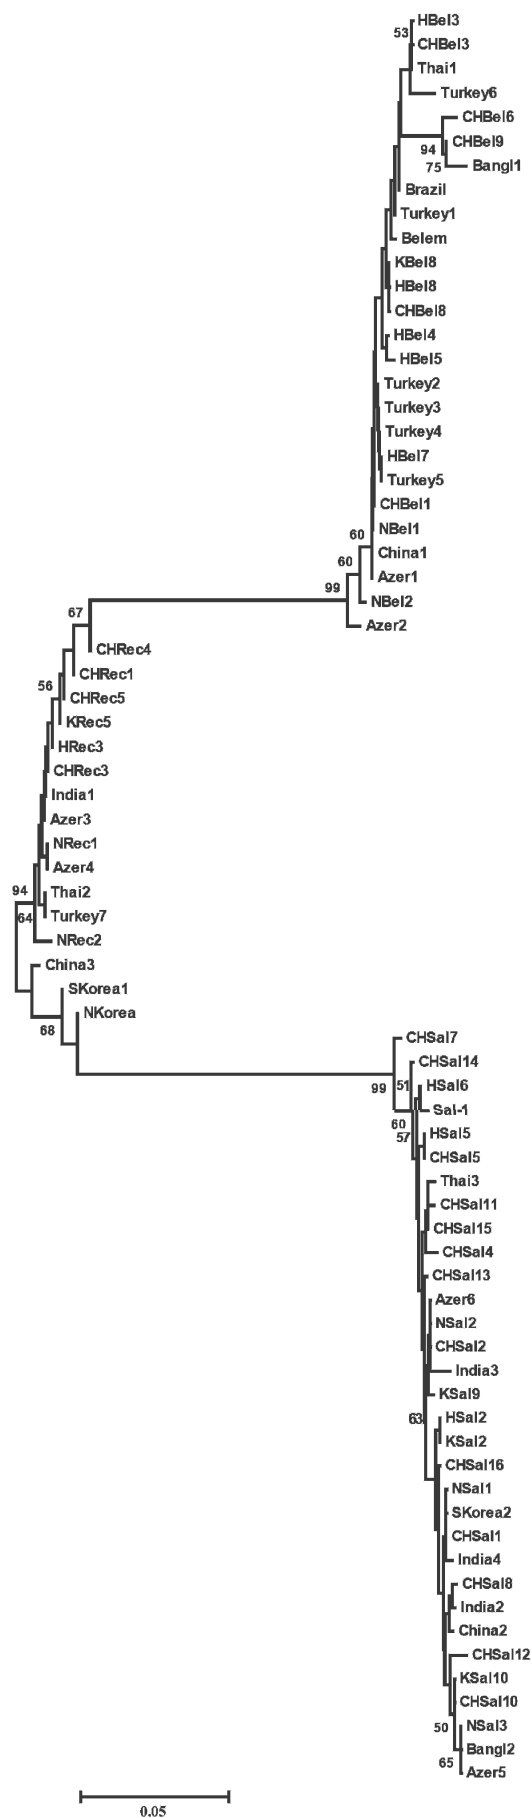 HBel3
53
CHBel3
Thai1
Turkey6
CHBel6
CHBel9
94
Bangl1
75
Brazil
Turkey1
Belem
KBel8
HBel8
CHBel8
HBel4
HBel5
Turkey2
Turkey3
Turkey4
HBel7
Turkey5
CHBel1
NBel1
60
China1
60
Azer1
99
NBel2
67
Azer2
CHRec4
CHRec1
56
CHRec5
KRec5
HRec3
CHRec3
India1
Azer3
NRec1
Azer4
94
Thai2
64
Turkey7
NRec2
China3
SKorea1
NKorea
68
CHSal7
CHSal14
99
51
HSal6
Sal-1
60
57
HSal5
CHSal5
Thai3
CHSal11
CHSal15
CHSal4
CHSal13
Azer6
NSal2
CHSal2
India3
KSal9
63
HSal2
KSal2
CHSal16
NSal1
SKorea2
CHSal1
India4
CHSal8
India2
China2
CHSal12
KSal10
CHSal10
50
NSal3
Bangl2
65
Azer5
0.05